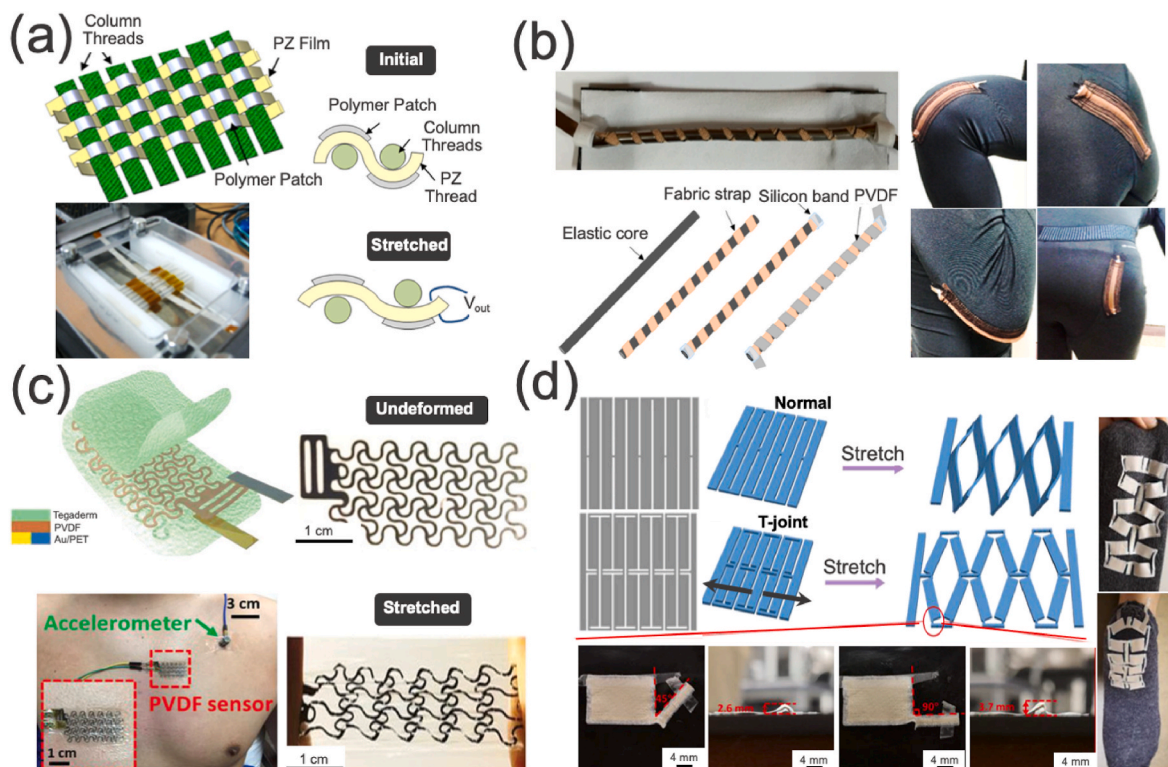 (a)
Column
Threads
PZ Film
Polymer Patch
Initial
Polymer Patch
Column
Threads
PZ
Thread
Stretched
Vout
(b)
Fabric strap
Silicon band
PVDF
Elastic core
(c)
Undeformed
Tegaderm
PVDF
Au/PET
1 cm
3 cm
Accelerometer
PVDF sensor
1 cm
Stretched
1 cm
(d)
Normal
Stretch
T-joint
Stretch
45°
4 mm
2.6 mm
4 mm
90°
4 mm
1.7 mm
4 mm